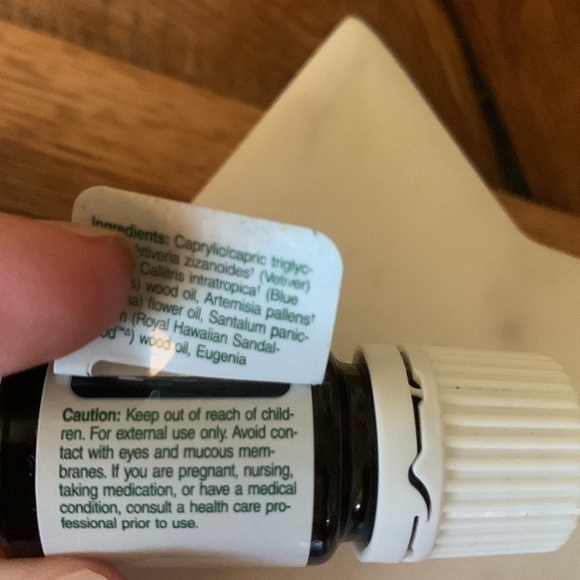 Ingredients: Caprylic/capric triglyc-
Vetiveria zizanoides† (Vetiver)
Callitris intratropica† (Blue
s) wood oil, Artemisia pallens†
na) flower oil, Santalum panic-
n (Royal Hawaiian Sandal-
od™∆) wood oil, Eugenia
Caution: Keep out of reach of child-
ren. For external use only. Avoid con-
tact with eyes and mucous mem-
branes. If you are pregnant, nursing,
taking medication, or have a medical
condition, consult a health care pro-
fessional prior to use.